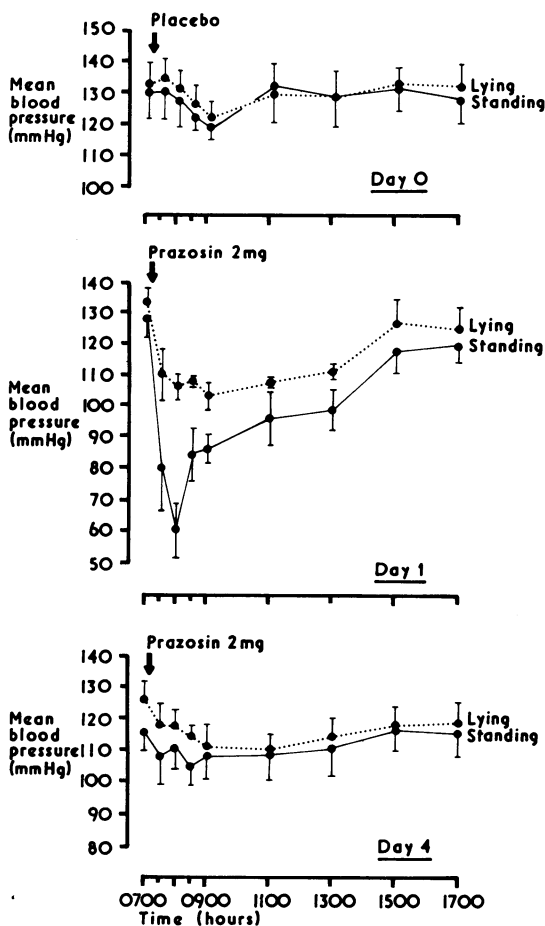 Placebo
150
140
130
120
110
100
Mean
blood
pressure
(mmHg)
Lying
Standing
Day 0
Prazosin 2mg
140
130
120
110
100
90
80
70
60
50
Mean
blood
pressure
(mmHg)
Lying
Standing
Day 1
Prazosin 2mg
140
130
120
110
100
90
80
Mean
blood
pressure
(mmHg)
Lying
Standing
Day 4
0700 0900 1100 1300 1500 1700
Time (hours)